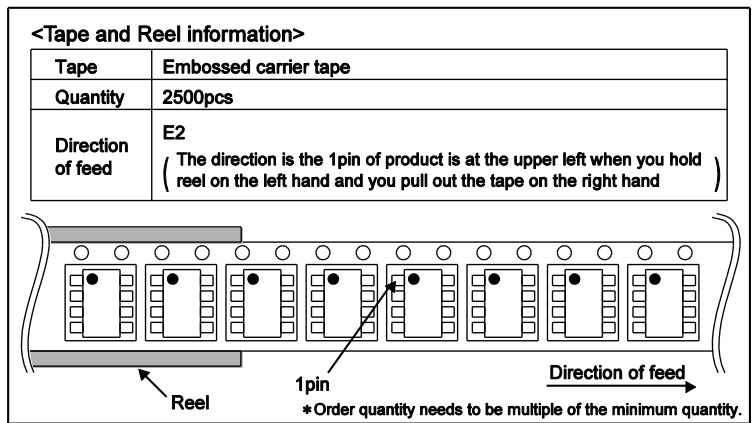 <Tape and Reel information>
Tape Embossed carrier tape
Quantity 2500pcs
Direction of feed E2
( The direction is the 1pin of product is at the upper left when you hold
reel on the left hand and you pull out the tape on the right hand )
Direction of feed
1pin
Reel
*Order quantity needs to be multiple of the minimum quantity.